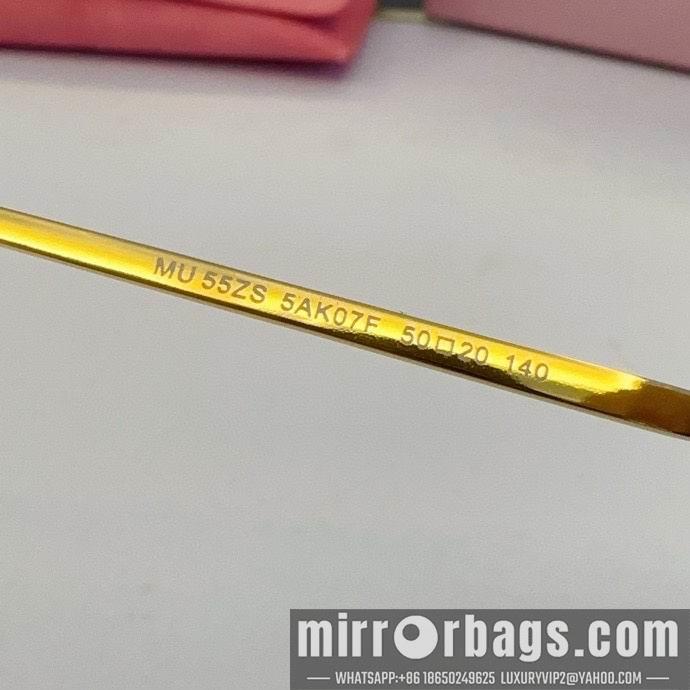 MU 55ZS 5AK07F 50□20 140
mirrorbags.com
WHATSAPP:+86 18650249625 LUXURYVIP2@YAHOO.COM